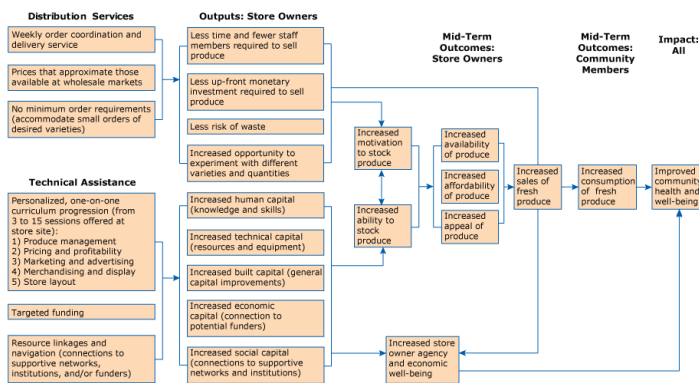 Distribution Services
Weekly order coordination and
delivery service
Prices that approximate those
available at wholesale markets
No minimum order requirements
(accommodate small orders of
desired varieties)
Technical Assistance
Personalized, one-on-one
curriculum progression (from
3 to 15 sessions offered at
store site):
1) Produce management
2) Pricing and profitability
3) Marketing and advertising
4) Merchandising and display
5) Store layout
Targeted funding
Resource linkages and
navigation (connections to
supportive networks,
institutions, and/or funders)
Outputs: Store Owners
Less time and fewer staff
members required to sell
produce
Less up-front monetary
investment required to sell
produce
Less risk of waste
Increased opportunity to
experiment with different
varieties and quantities
Increased human capital
(knowledge and skills)
Increased technical capital
(resources and equipment)
Increased built capital (general
capital improvements)
Increased economic
capital (connection to
potential funders)
Increased social capital
(connections to supportive
networks and institutions)
Increased
motivation
to stock
produce
Increased
ability to
stock
produce
Mid-Term
Outcomes:
Store Owners
Increased
availability
of produce
Increased
affordability
of produce
Increased
appeal of
produce
Increased
sales of
fresh
produce
Increased store
owner agency
and economic
well-being
Mid-Term
Outcomes:
Community
Members
Increased
consumption
of fresh
produce
Impact:
All
Improved
community
health and
well-being